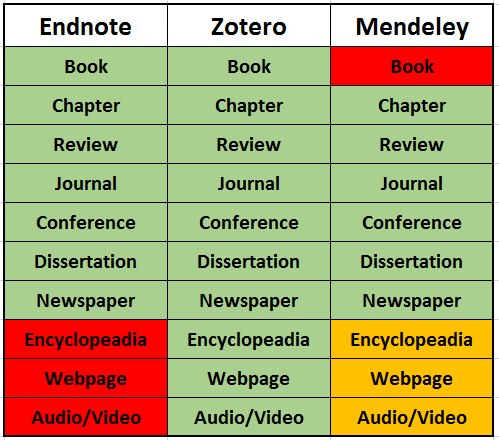 Endnote Zotero Mendeley
Book Book Book
Chapter Chapter Chapter
Review Review Review
Journal Journal Journal
Conference Conference Conference
Dissertation Dissertation Dissertation
Newspaper Newspaper Newspaper
Encyclopeadia Encyclopeadia Encyclopeadia
Webpage Webpage Webpage
Audio/Video Audio/Video Audio/Video